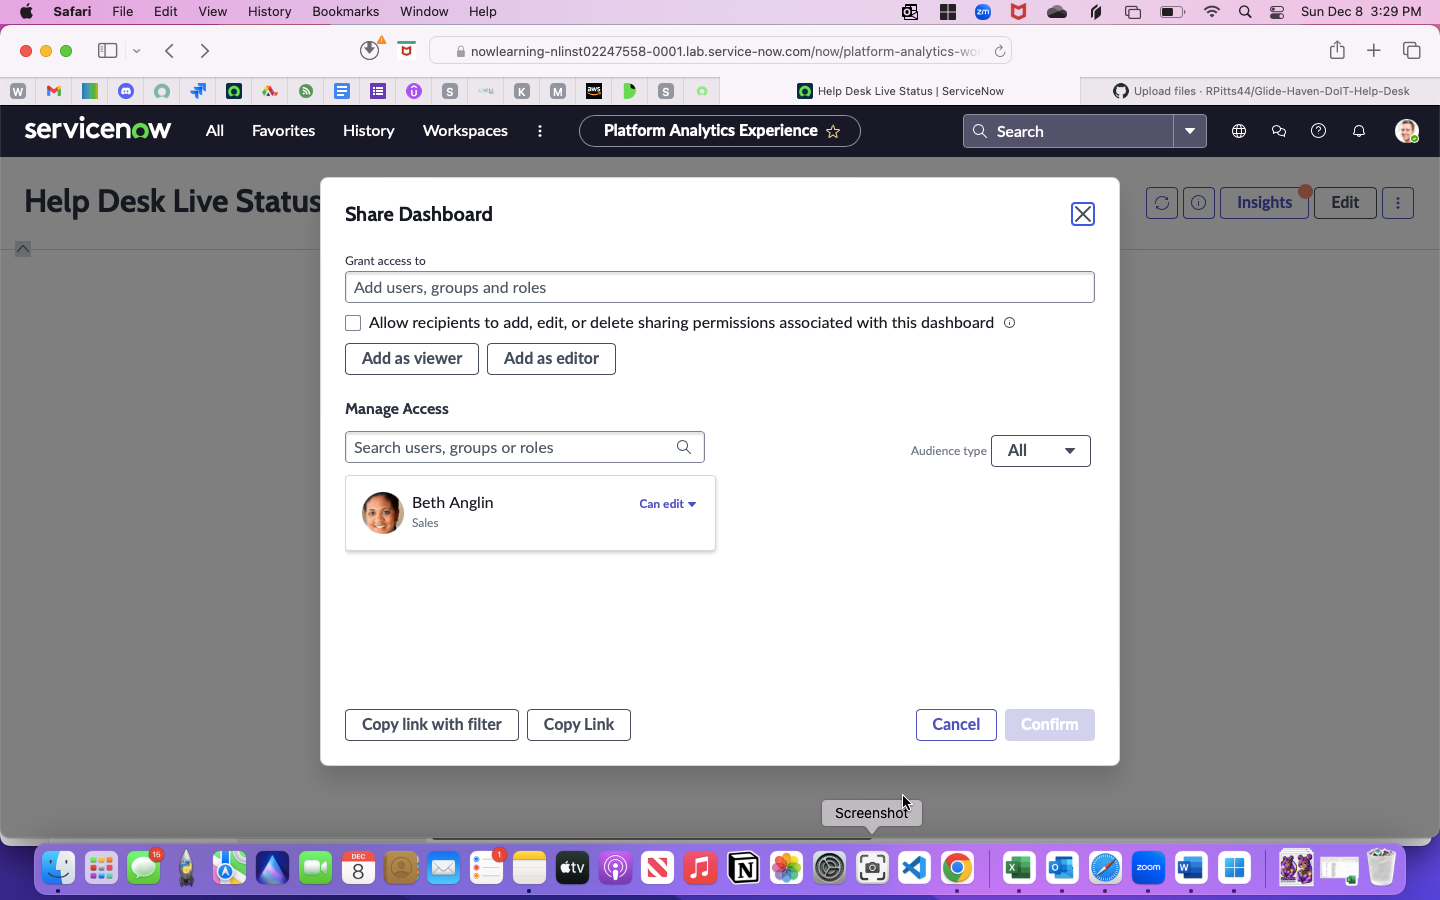 Safari File Edit View History Bookmarks Window Help
zm
Sun Dec 8 3:29 PM
nowlearning-nlinst02247558-0001.lab.service-now.com/now/platform-analytics-wo
W
S
K
M
aws
S
Help Desk Live Status | ServiceNow
Upload files · RPitts44/Glide-Haven-DoIT-Help-Desk
servicenow
All Favorites History Workspaces
Platform Analytics Experience
Search
Help Desk Live Status
Insights
Edit
Share Dashboard
Grant access to
Add users, groups and roles
Allow recipients to add, edit, or delete sharing permissions associated with this dashboard
Add as viewer
Add as editor
Manage Access
Search users, groups or roles
Audience type
All
Beth Anglin
Can edit
Sales
Copy link with filter
Copy Link
Cancel
Confirm
Screenshot
15
DEC
8
1
tv
zoom